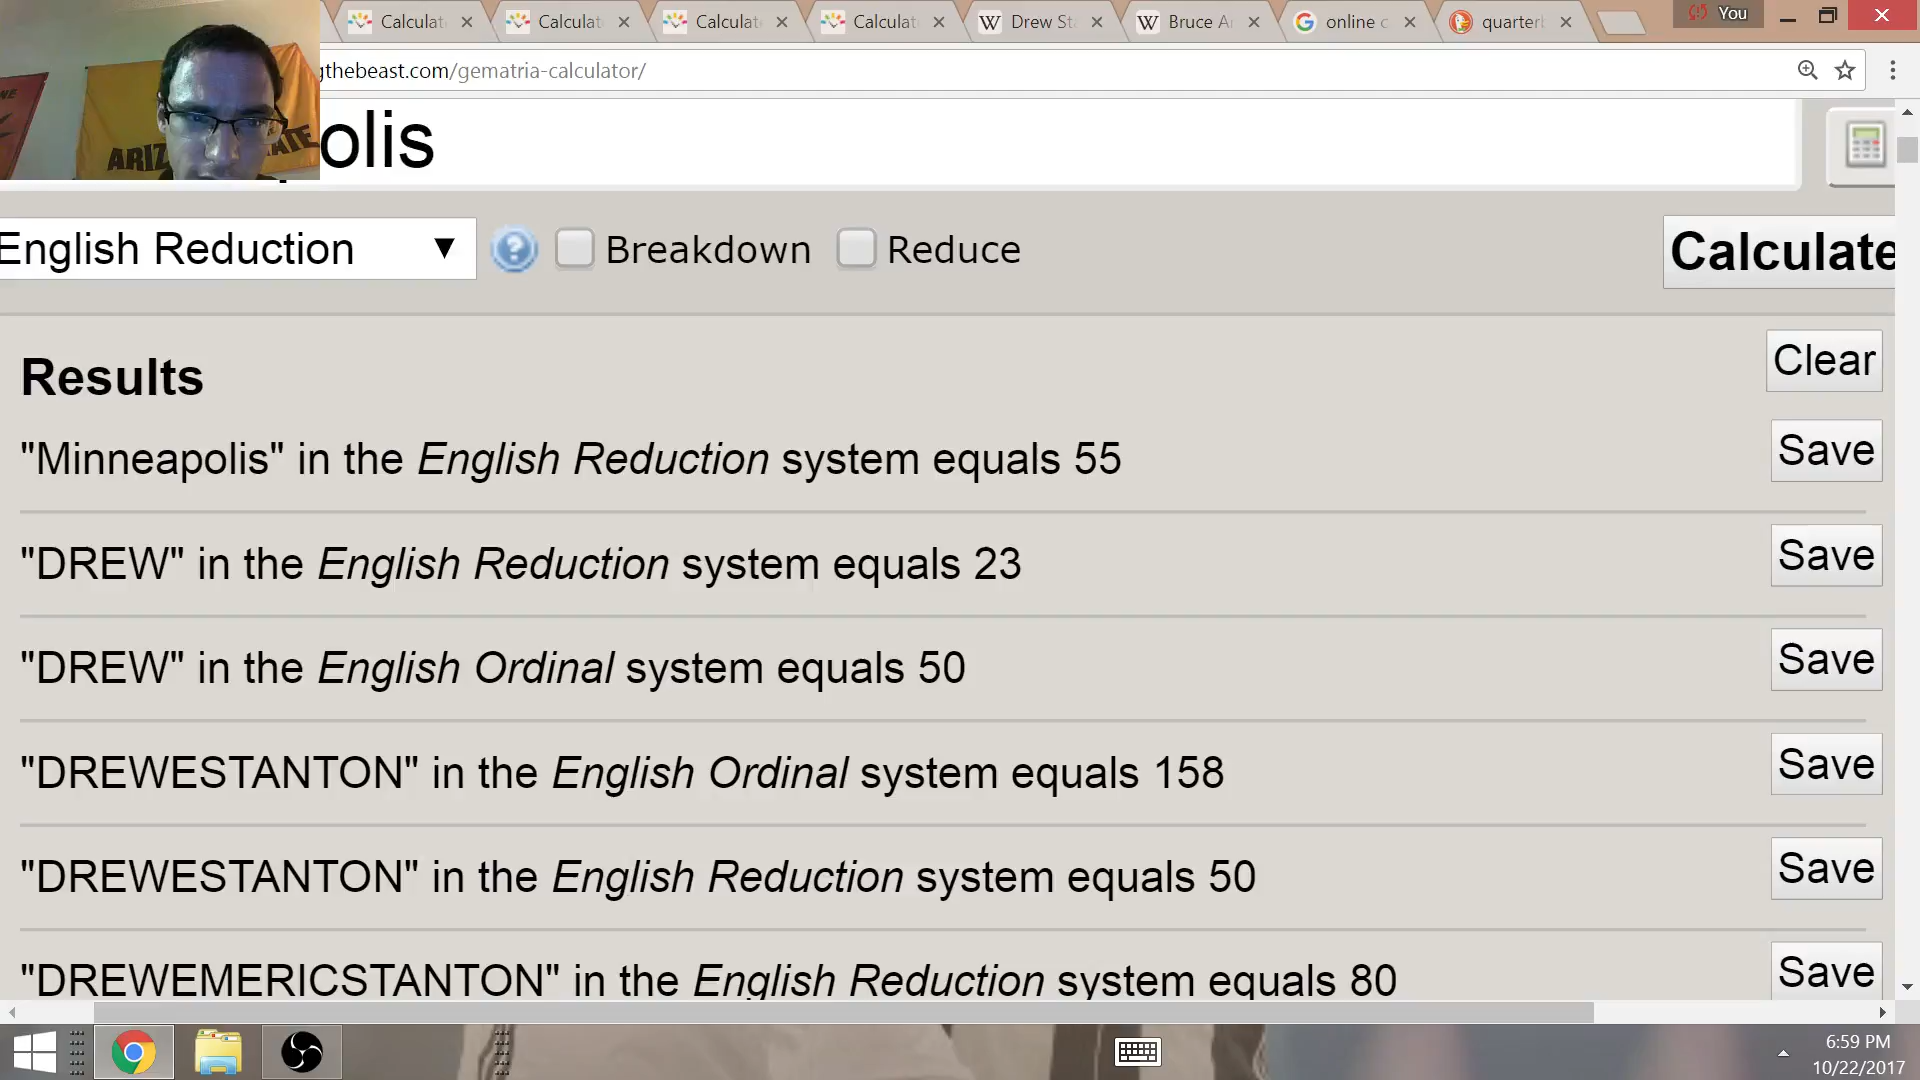 Calculat
Calculat
Calculat
Calculat
Drew St
Bruce A
online c
quarterl
You
gthebeast.com/gematria-calculator/
ARIZ
ATE
olis
English Reduction
Breakdown
Reduce
Calculate
Results
Clear
"Minneapolis" in the English Reduction system equals 55
Save
"DREW" in the English Reduction system equals 23
Save
"DREW" in the English Ordinal system equals 50
Save
"DREWESTANTON" in the English Ordinal system equals 158
Save
"DREWESTANTON" in the English Reduction system equals 50
Save
"DREWEMERICSTANTON" in the English Reduction system equals 80
Save
6:59 PM
10/22/2017